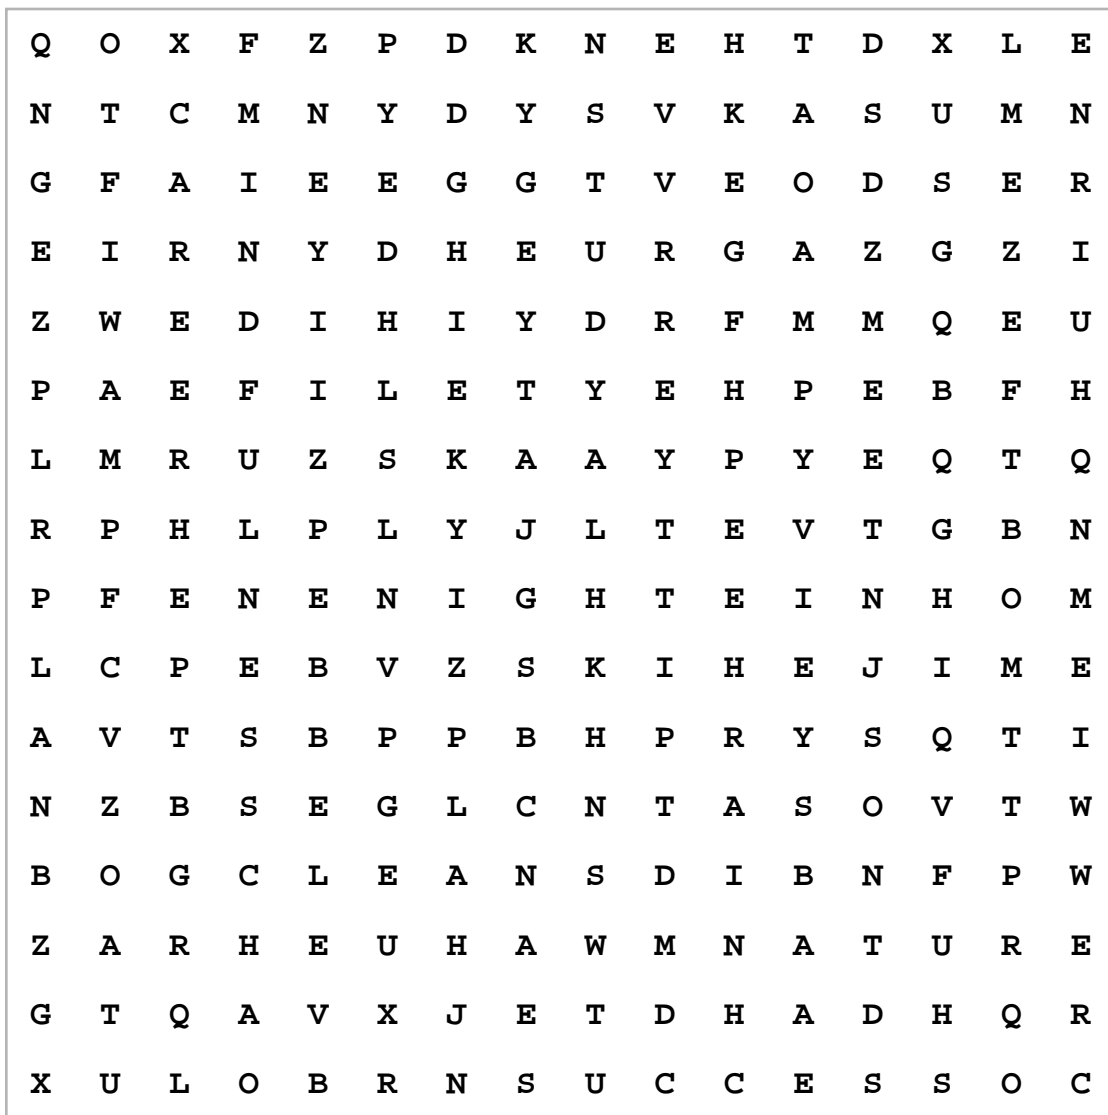 Q O X F Z P D K N E H T D X L E
N T C M N Y D Y S V K A S U M N
G F A I E E G G T V E O D S E R
E I R N Y D H E U R G A Z G Z I
Z W E D I H I Y D R F M M Q E U
P A E F I L E T Y E H P E B F H
L M R U Z S K A A Y P Y E Q T Q
R P H L P L Y J L T E V T G B N
P F E N E N I G H T E I N H O M
L C P E B V Z S K I H E J I M E
A V T S B P P B H P R Y S Q T I
N Z B S E G L C N T A S O V T W
B O G C L E A N S D I B N F P W
Z A R H E U H A W M N A T U R E
G T Q A V X J E T D H A D H Q R
X U L O B R N S U C C E S S O C